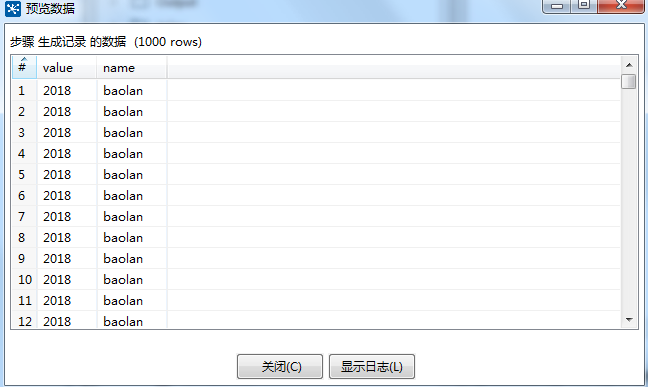 预览数据
步骤 生成记录 的数据 (1000 rows)
# value name
1 2018 baolan
2 2018 baolan
3 2018 baolan
4 2018 baolan
5 2018 baolan
6 2018 baolan
7 2018 baolan
8 2018 baolan
9 2018 baolan
10 2018 baolan
11 2018 baolan
12 2018 baolan
关闭(C) 显示日志(L)